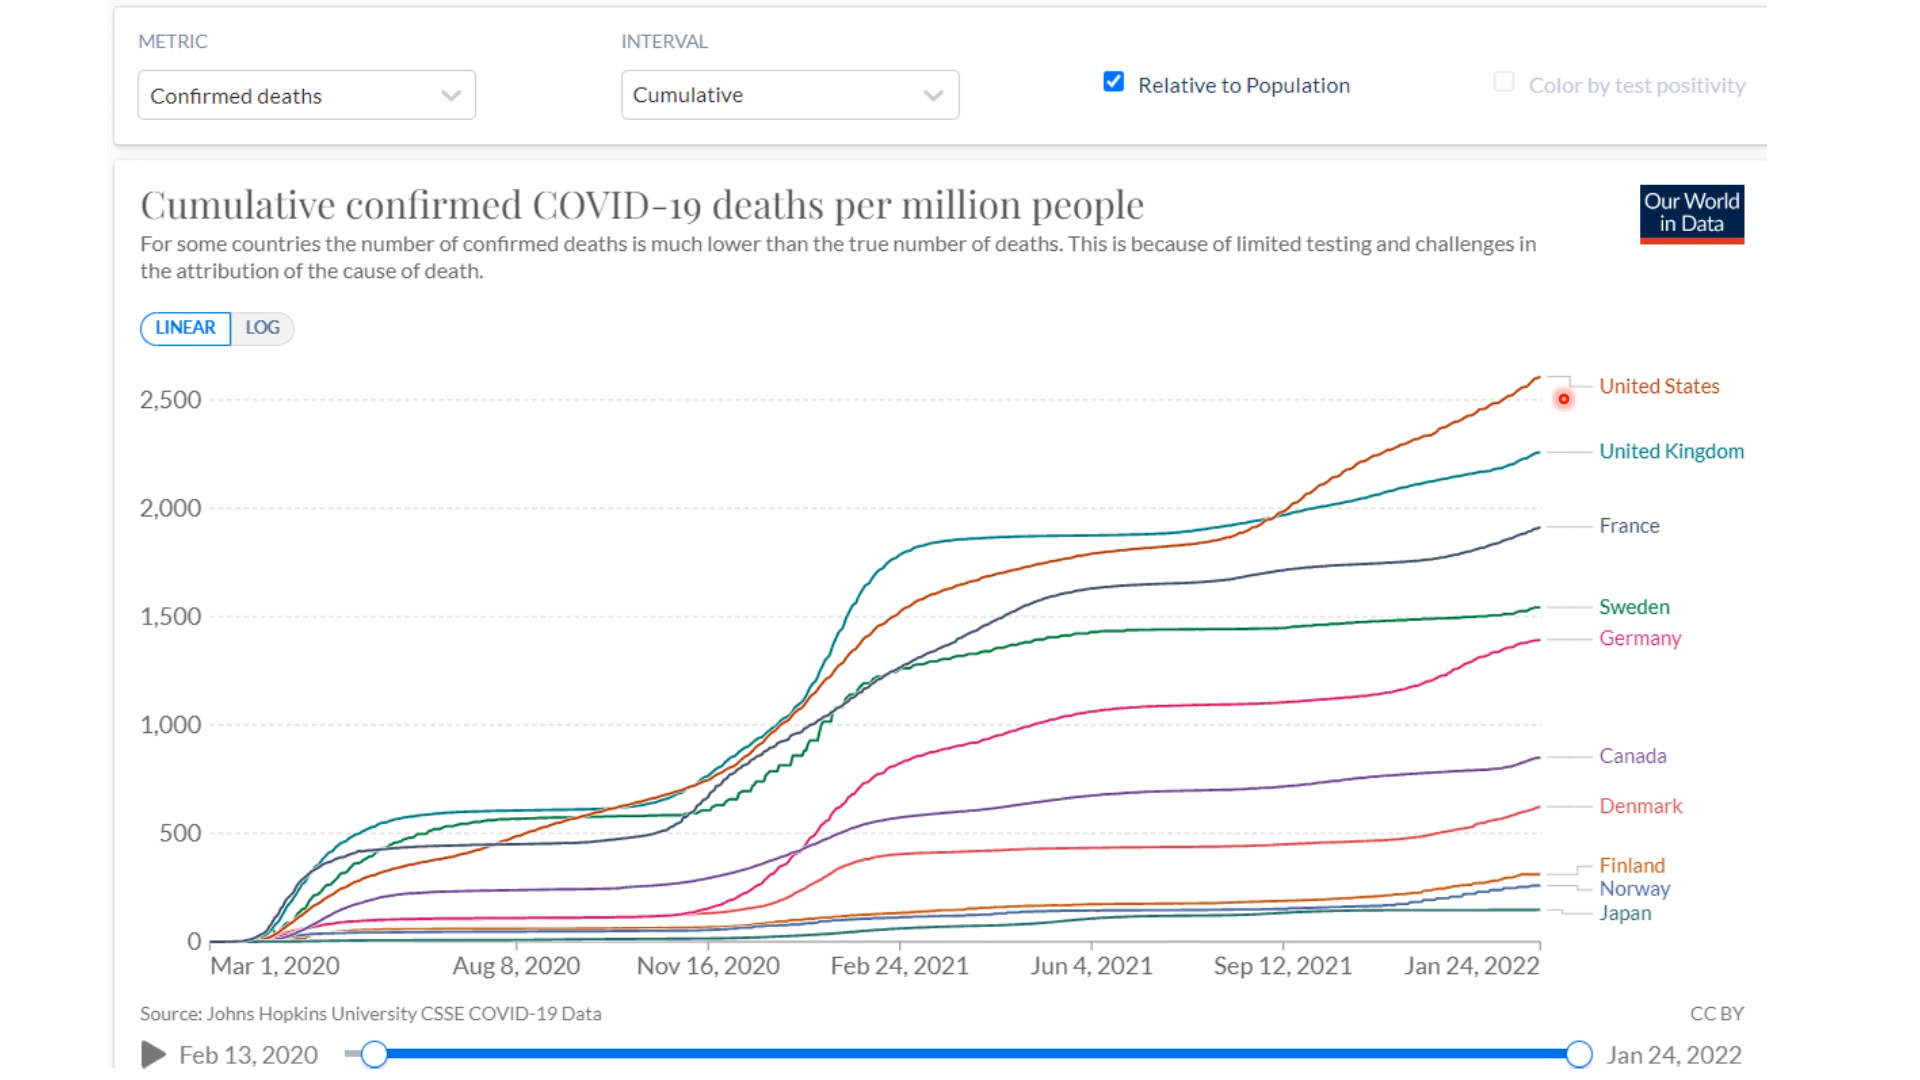 METRIC
INTERVAL
Confirmed deaths
Cumulative
Relative to Population
Color by test positivity
Cumulative confirmed COVID-19 deaths per million people
For some countries the number of confirmed deaths is much lower than the true number of deaths. This is because of limited testing and challenges in
the attribution of the cause of death.
Our World
in Data
LINEAR
LOG
2,500
2,000
1,500
1,000
500
0
United States
United Kingdom
France
Sweden
Germany
Canada
Denmark
Finland
Norway
Japan
Mar 1, 2020
Aug 8, 2020
Nov 16, 2020
Feb 24, 2021
Jun 4, 2021
Sep 12, 2021
Jan 24, 2022
Source: Johns Hopkins University CSSE COVID-19 Data
CC BY
Feb 13, 2020
Jan 24, 2022